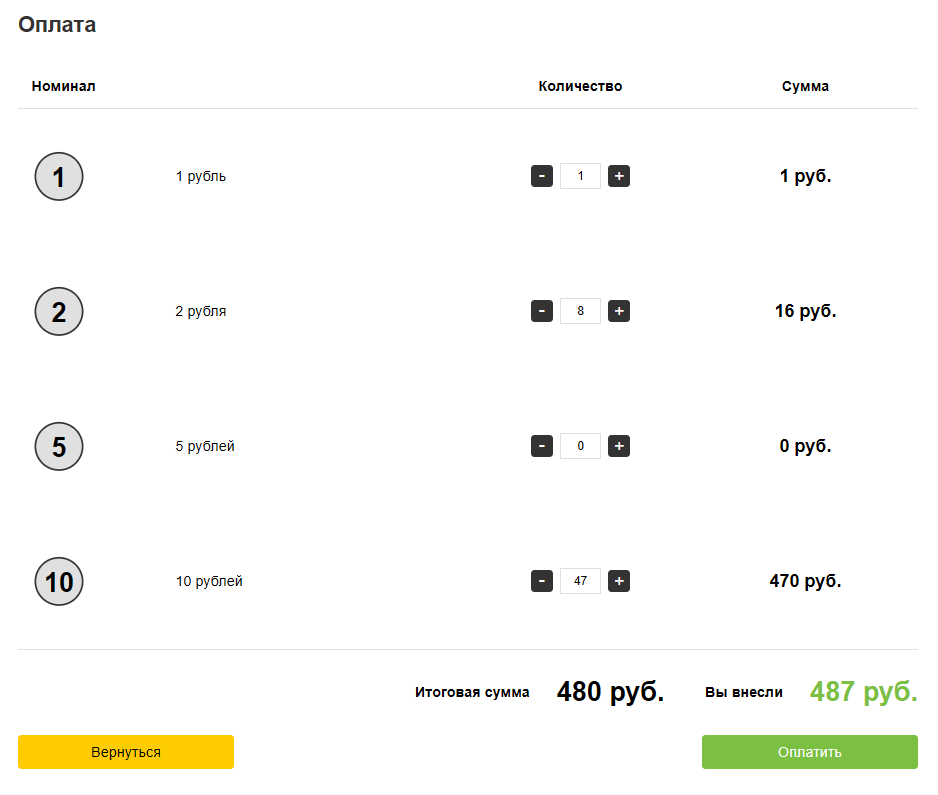 Оплата
Номинал Количество Сумма
1 1 рубль - 1 + 1 руб.
2 2 рубля - 8 + 16 руб.
5 5 рублей - 0 + 0 руб.
10 10 рублей - 47 + 470 руб.
Итоговая сумма 480 руб. Вы внесли 487 руб.
Вернуться Оплатить